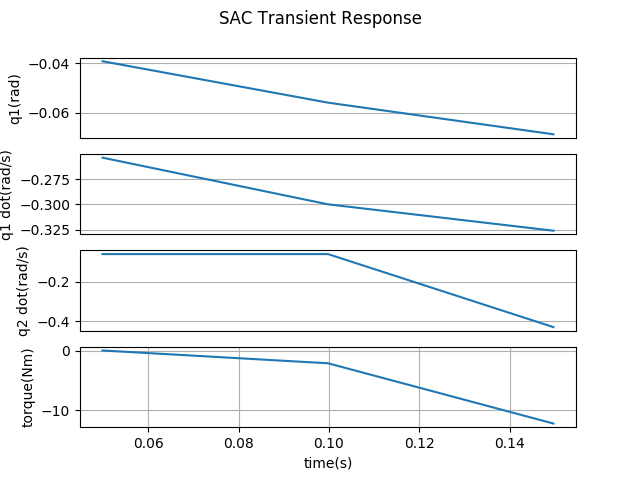 SAC Transient Response
−0.04
−0.06
q1(rad)
−0.275
−0.300
−0.325
q1 dot(rad/s)
−0.2
−0.4
q2 dot(rad/s)
0
−10
torque(Nm)
0.06 0.08 0.10 0.12 0.14
time(s)